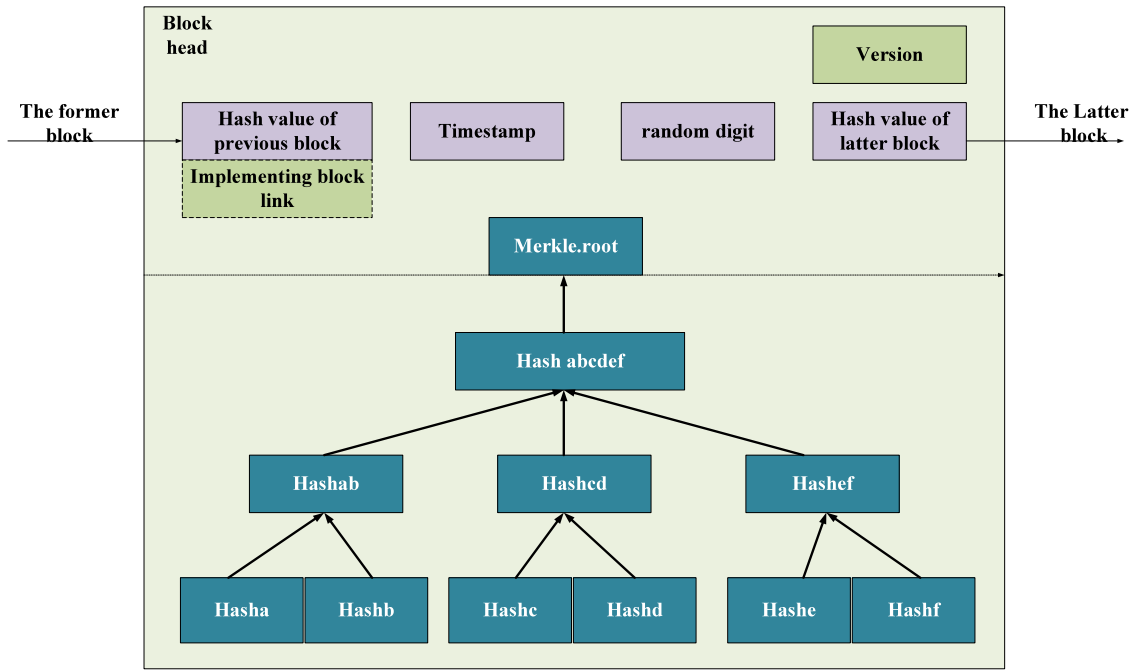 Block
head
Version
The former
block
Hash value of
previous block
Timestamp
random digit
Hash value of
latter block
The Latter
block
Implementing block
link
Merkle.root
Hash abcdef
Hashab
Hashcd
Hashef
Hasha
Hashb
Hashc
Hashd
Hashe
Hashf